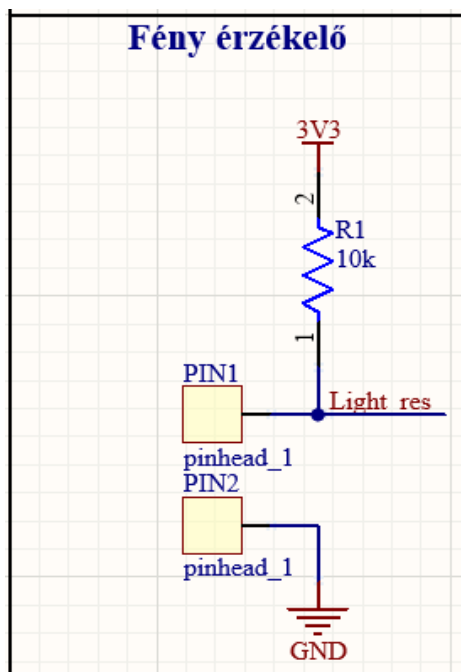 Fény érzékelő
3V3
2
R1
10k
1
PIN1
Light_res
pinhead_1
PIN2
pinhead_1
GND